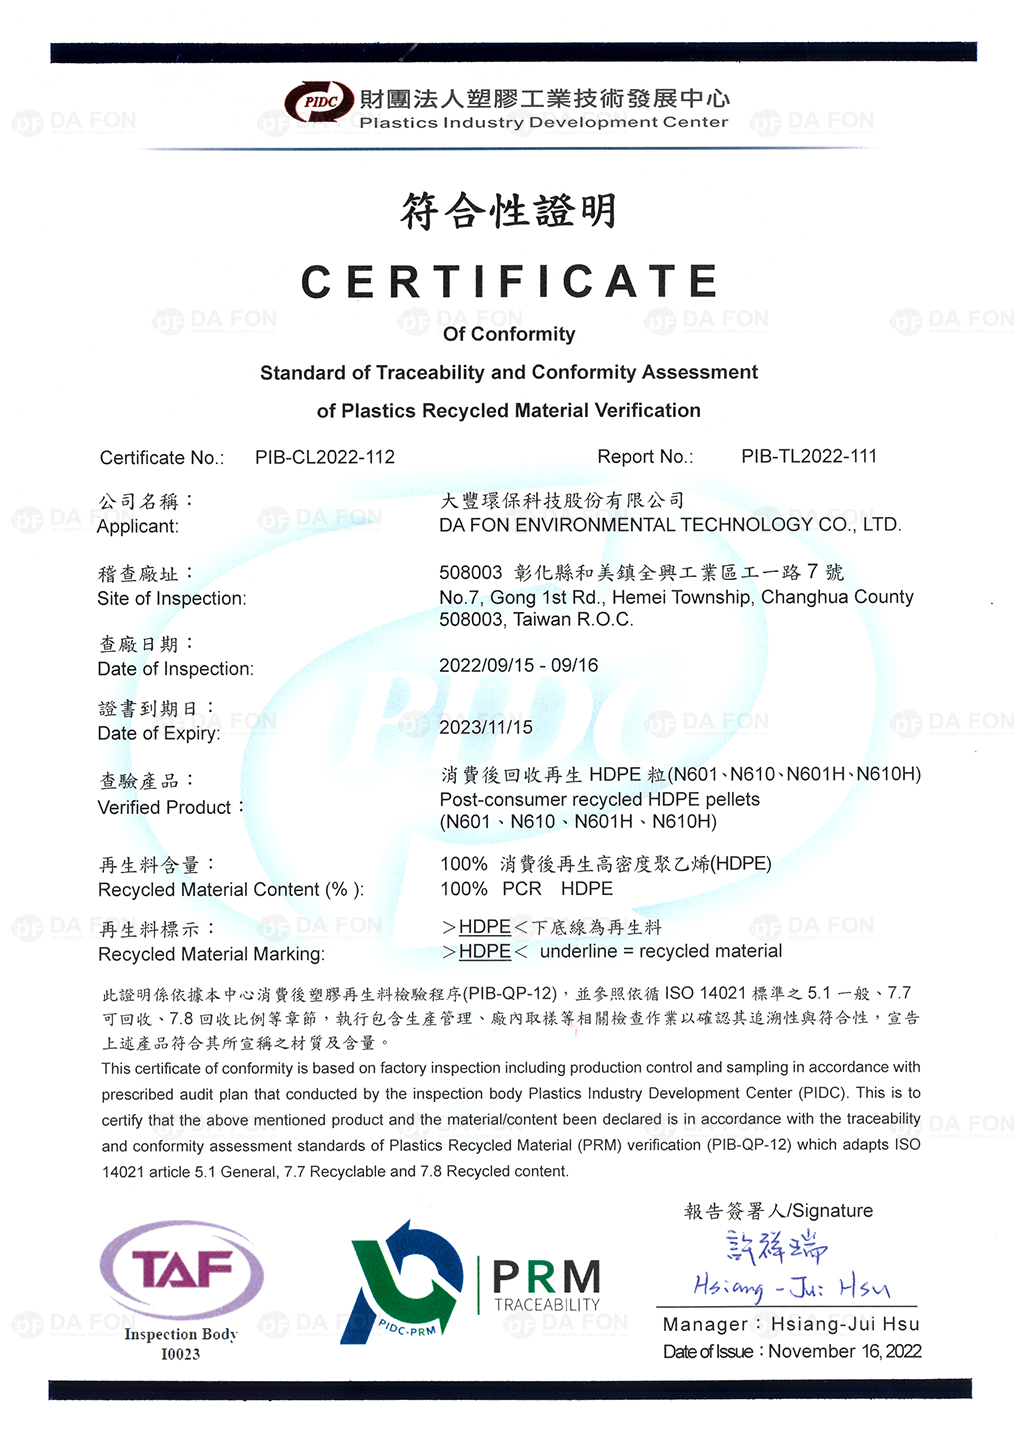 PIDC 財團法人塑膠工業技術發展中心
Plastics Industry Development Center
符合性證明
CERTIFICATE
Of Conformity
Standard of Traceability and Conformity Assessment
of Plastics Recycled Material Verification
Certificate No.: PIB-CL2022-112 Report No.: PIB-TL2022-111
公司名稱： 大豐環保科技股份有限公司
Applicant: DA FON ENVIRONMENTAL TECHNOLOGY CO., LTD.
稽查廠址： 508003 彰化縣和美鎮全興工業區工一路 7 號
Site of Inspection: No.7, Gong 1st Rd., Hemei Township, Changhua County
508003, Taiwan R.O.C.
查廠日期：
Date of Inspection: 2022/09/15 - 09/16
證書到期日：
Date of Expiry: 2023/11/15
查驗產品： 消費後回收再生 HDPE 粒(N601、N610、N601H、N610H)
Verified Product： Post-consumer recycled HDPE pellets
(N601、N610、N601H、N610H)
再生料含量： 100% 消費後再生高密度聚乙烯(HDPE)
Recycled Material Content (% ): 100% PCR HDPE
再生料標示： ＞HDPE＜下底線為再生料
Recycled Material Marking: ＞HDPE＜ underline = recycled material
此證明係依據本中心消費後塑膠再生料檢驗程序(PIB-QP-12)，並參照依循 ISO 14021 標準之 5.1 一般、7.7
可回收、7.8 回收比例等章節，執行包含生產管理、廠內取樣等相關檢查作業以確認其追溯性與符合性，宣告
上述產品符合其所宣稱之材質及含量。
This certificate of conformity is based on factory inspection including production control and sampling in accordance with
prescribed audit plan that conducted by the inspection body Plastics Industry Development Center (PIDC). This is to
certify that the above mentioned product and the material/content been declared is in accordance with the traceability
and conformity assessment standards of Plastics Recycled Material (PRM) verification (PIB-QP-12) which adapts ISO
14021 article 5.1 General, 7.7 Recyclable and 7.8 Recycled content.
報告簽署人/Signature
許祥瑞
Hsiang-Jui Hsu
Manager：Hsiang-Jui Hsu
Date of Issue：November 16, 2022
TAF
Inspection Body
I0023
PIDC-PRM
PRM
TRACEABILITY
PIDC
DF DA FON